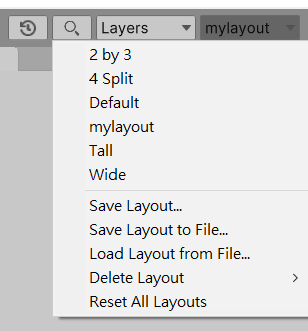 Layers
mylayout
2 by 3
4 Split
Default
mylayout
Tall
Wide
Save Layout...
Save Layout to File...
Load Layout from File...
Delete Layout
Reset All Layouts